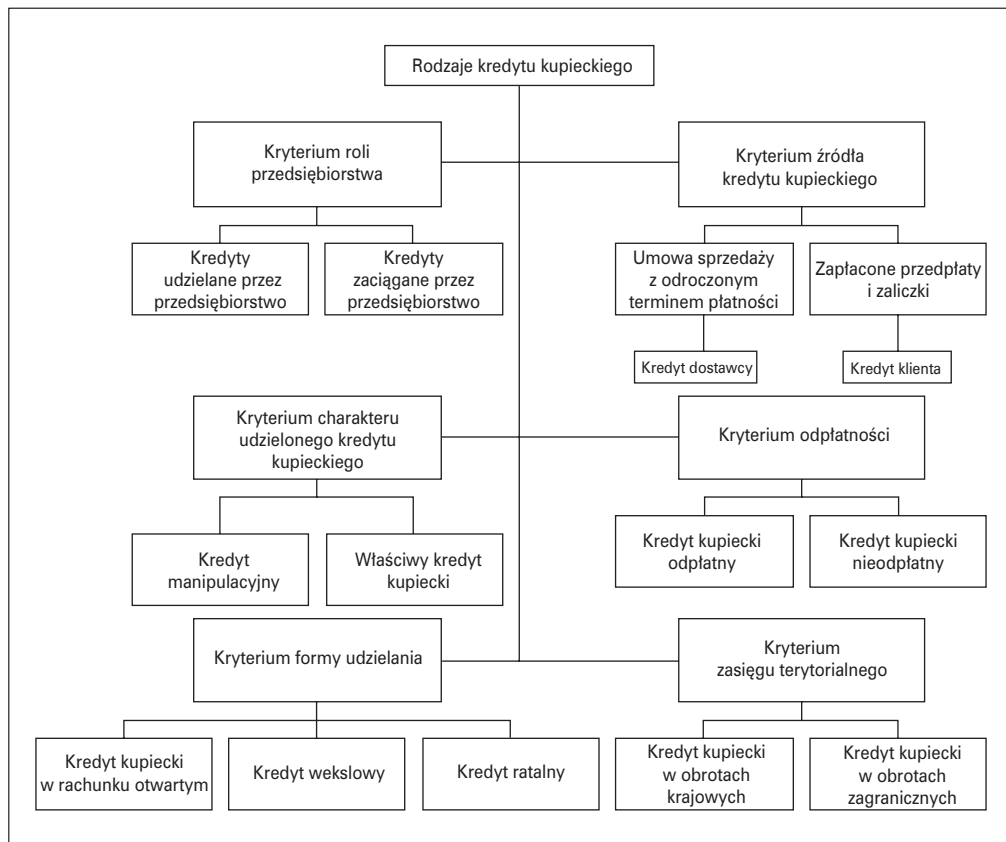 Rodzaje kredytu kupieckiego
Kryterium roli
przedsiębiorstwa
Kryterium źródła
kredytu kupieckiego
Kredyty
udzielane przez
przedsiębiorstwo
Kredyty
zaciągane przez
przedsiębiorstwo
Umowa sprzedaży
z odroczonym
terminem płatności
Zapłacone przedpłaty
i zaliczki
Kredyt dostawcy
Kredyt klienta
Kryterium charakteru
udzielonego kredytu
kupieckiego
Kryterium odpłatności
Kredyt
manipulacyjny
Właściwy kredyt
kupiecki
Kredyt kupiecki
odpłatny
Kredyt kupiecki
nieodpłatny
Kryterium formy udzielania
Kryterium
zasięgu terytorialnego
Kredyt kupiecki
w rachunku otwartym
Kredyt wekslowy
Kredyt ratalny
Kredyt kupiecki
w obrotach
krajowych
Kredyt kupiecki
w obrotach
zagranicznych